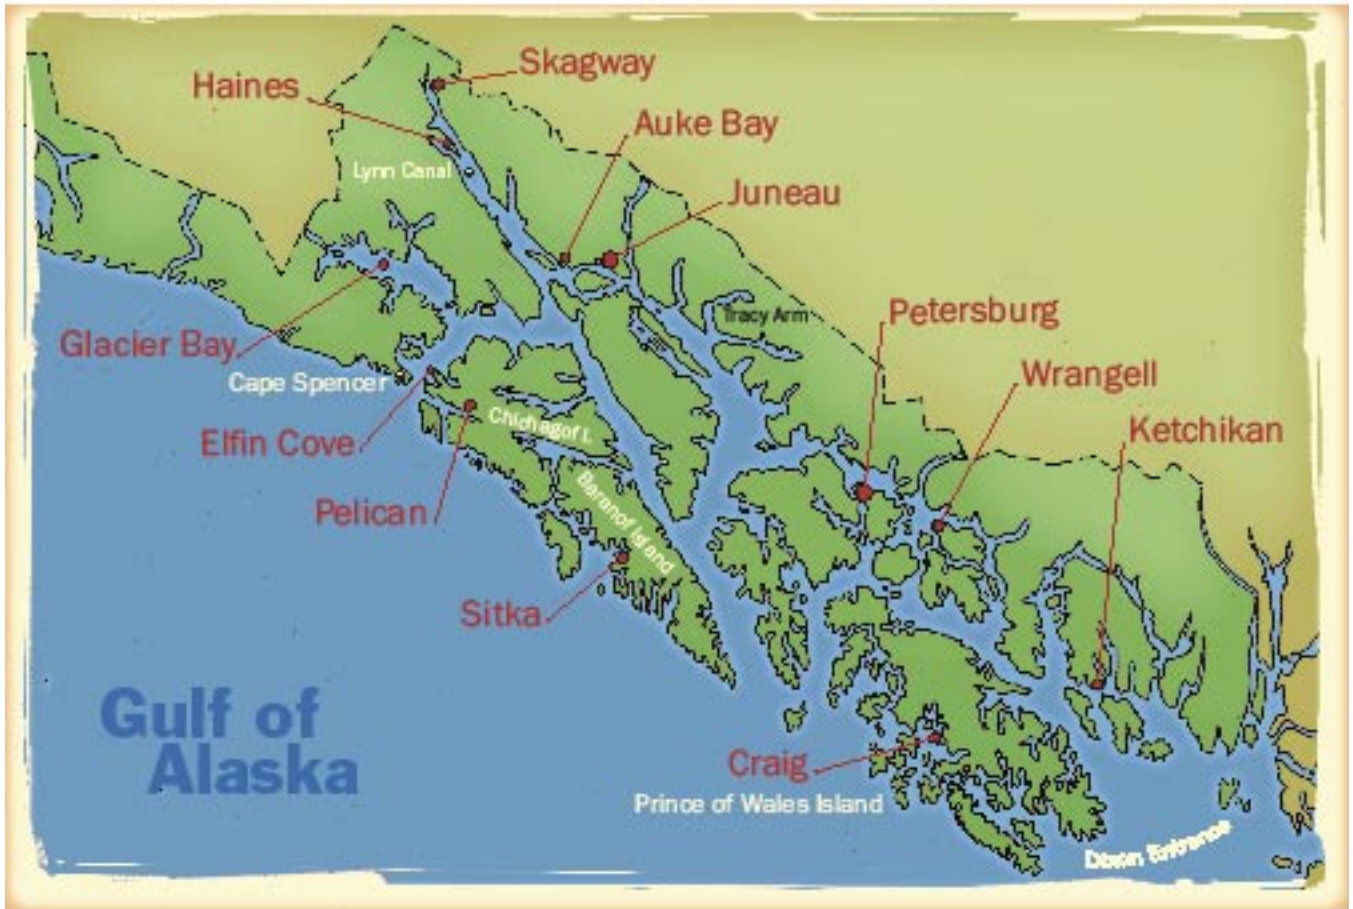 Skagway
Haines
Auke Bay
Lynn Canal
Juneau
Petersburg
Tracy Arm
Glacier Bay
Wrangell
Cape Spencer
Ketchikan
Elfin Cove
Chichagof I.
Pelican
Baranof Island
Sitka
Gulf of
Alaska
Craig
Prince of Wales Island
Dixon Entrance